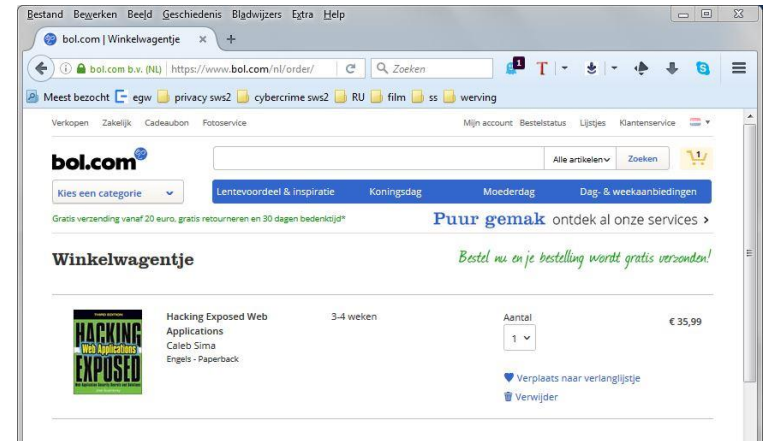 Bestand Bewerken Beeld Geschiedenis Bladwijzers Extra Help
bol.com | Winkelwagentje × +
bol.com b.v. (NL) https://www.bol.com/nl/order/ Zoeken 1 T
Meest bezocht egw privacy sws2 cybercrime sws2 RU film ss werving
Verkopen Zakelijk Cadeaubon Fotoservice Mijn account Bestelstatus Lijstjes Klantenservice
bol.com Alle artikelen Zoeken 1
Kies een categorie Lentevoordeel & inspiratie Koningsdag Moederdag Dag- & weekaanbiedingen
Gratis verzending vanaf 20 euro, gratis retourneren en 30 dagen bedenktijd* Puur gemak ontdek al onze services >
Winkelwagentje Bestel nu en je bestelling wordt gratis verzonden!
HACKING
Web Applications
EXPOSED
Hacking Exposed Web
Applications
Caleb Sima
Engels - Paperback
3-4 weken
Aantal
1
€ 35,99
Verplaats naar verlanglijstje
Verwijder